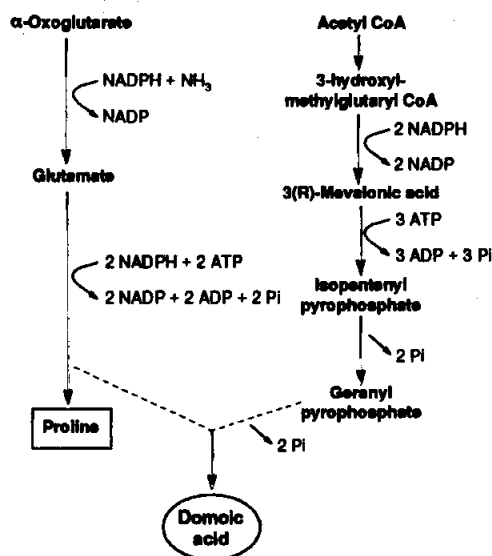 α-Oxoglutarate
NADPH + NH₃
NADP
Glutamate
2 NADPH + 2 ATP
2 NADP + 2 ADP + 2 Pi
Proline
Acetyl CoA
3-hydroxyl-
methylglutaryl CoA
2 NADPH
2 NADP
3(R)-Mevalonic acid
3 ATP
3 ADP + 3 Pi
Isopentenyl
pyrophosphate
2 Pi
Geranyl
pyrophosphate
2 Pi
Domoic
acid